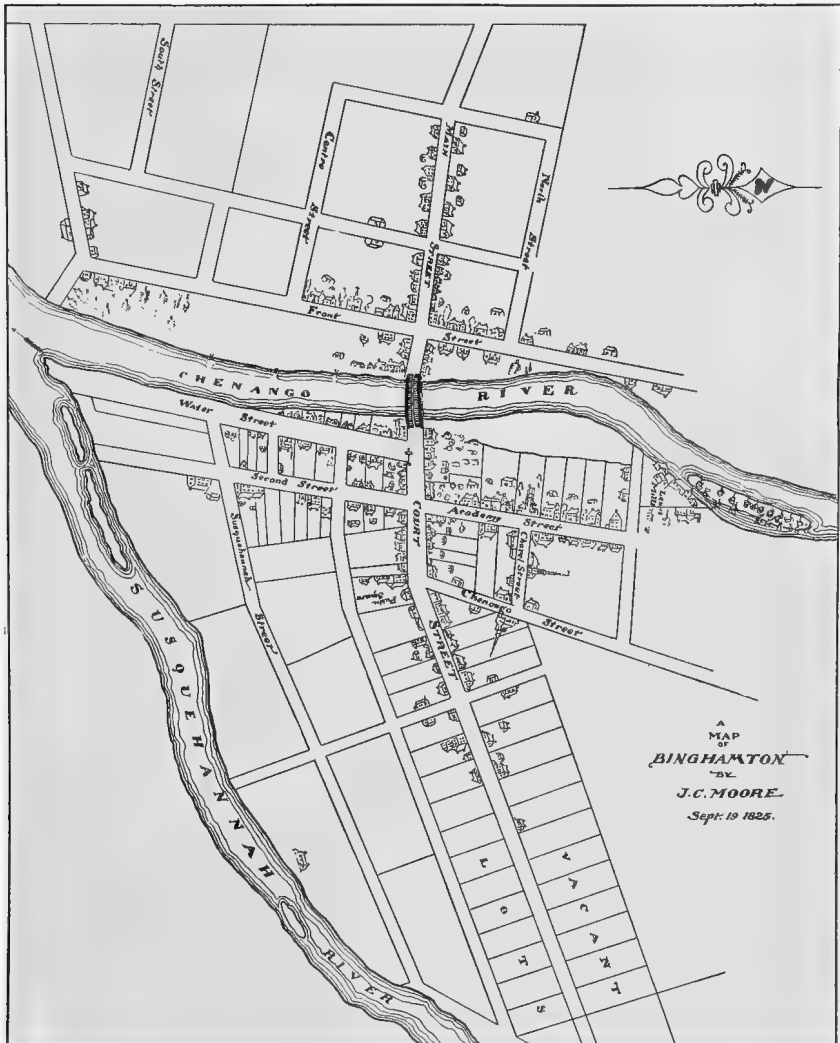 South Street
Centre Street
MAIN
STREET
North Street
N
Front Street
CHENANGO RIVER
Water Street
Second Street
COURT
STREET
Academy Street
Chapel Street
Chenango Street
Public Square
Susquehannah Street
SUSQUEHANNAH RIVER
A
MAP
OF
BINGHAMTON
BY
J.C. MOORE
Sept. 19 1825.
VACANT
LOTS